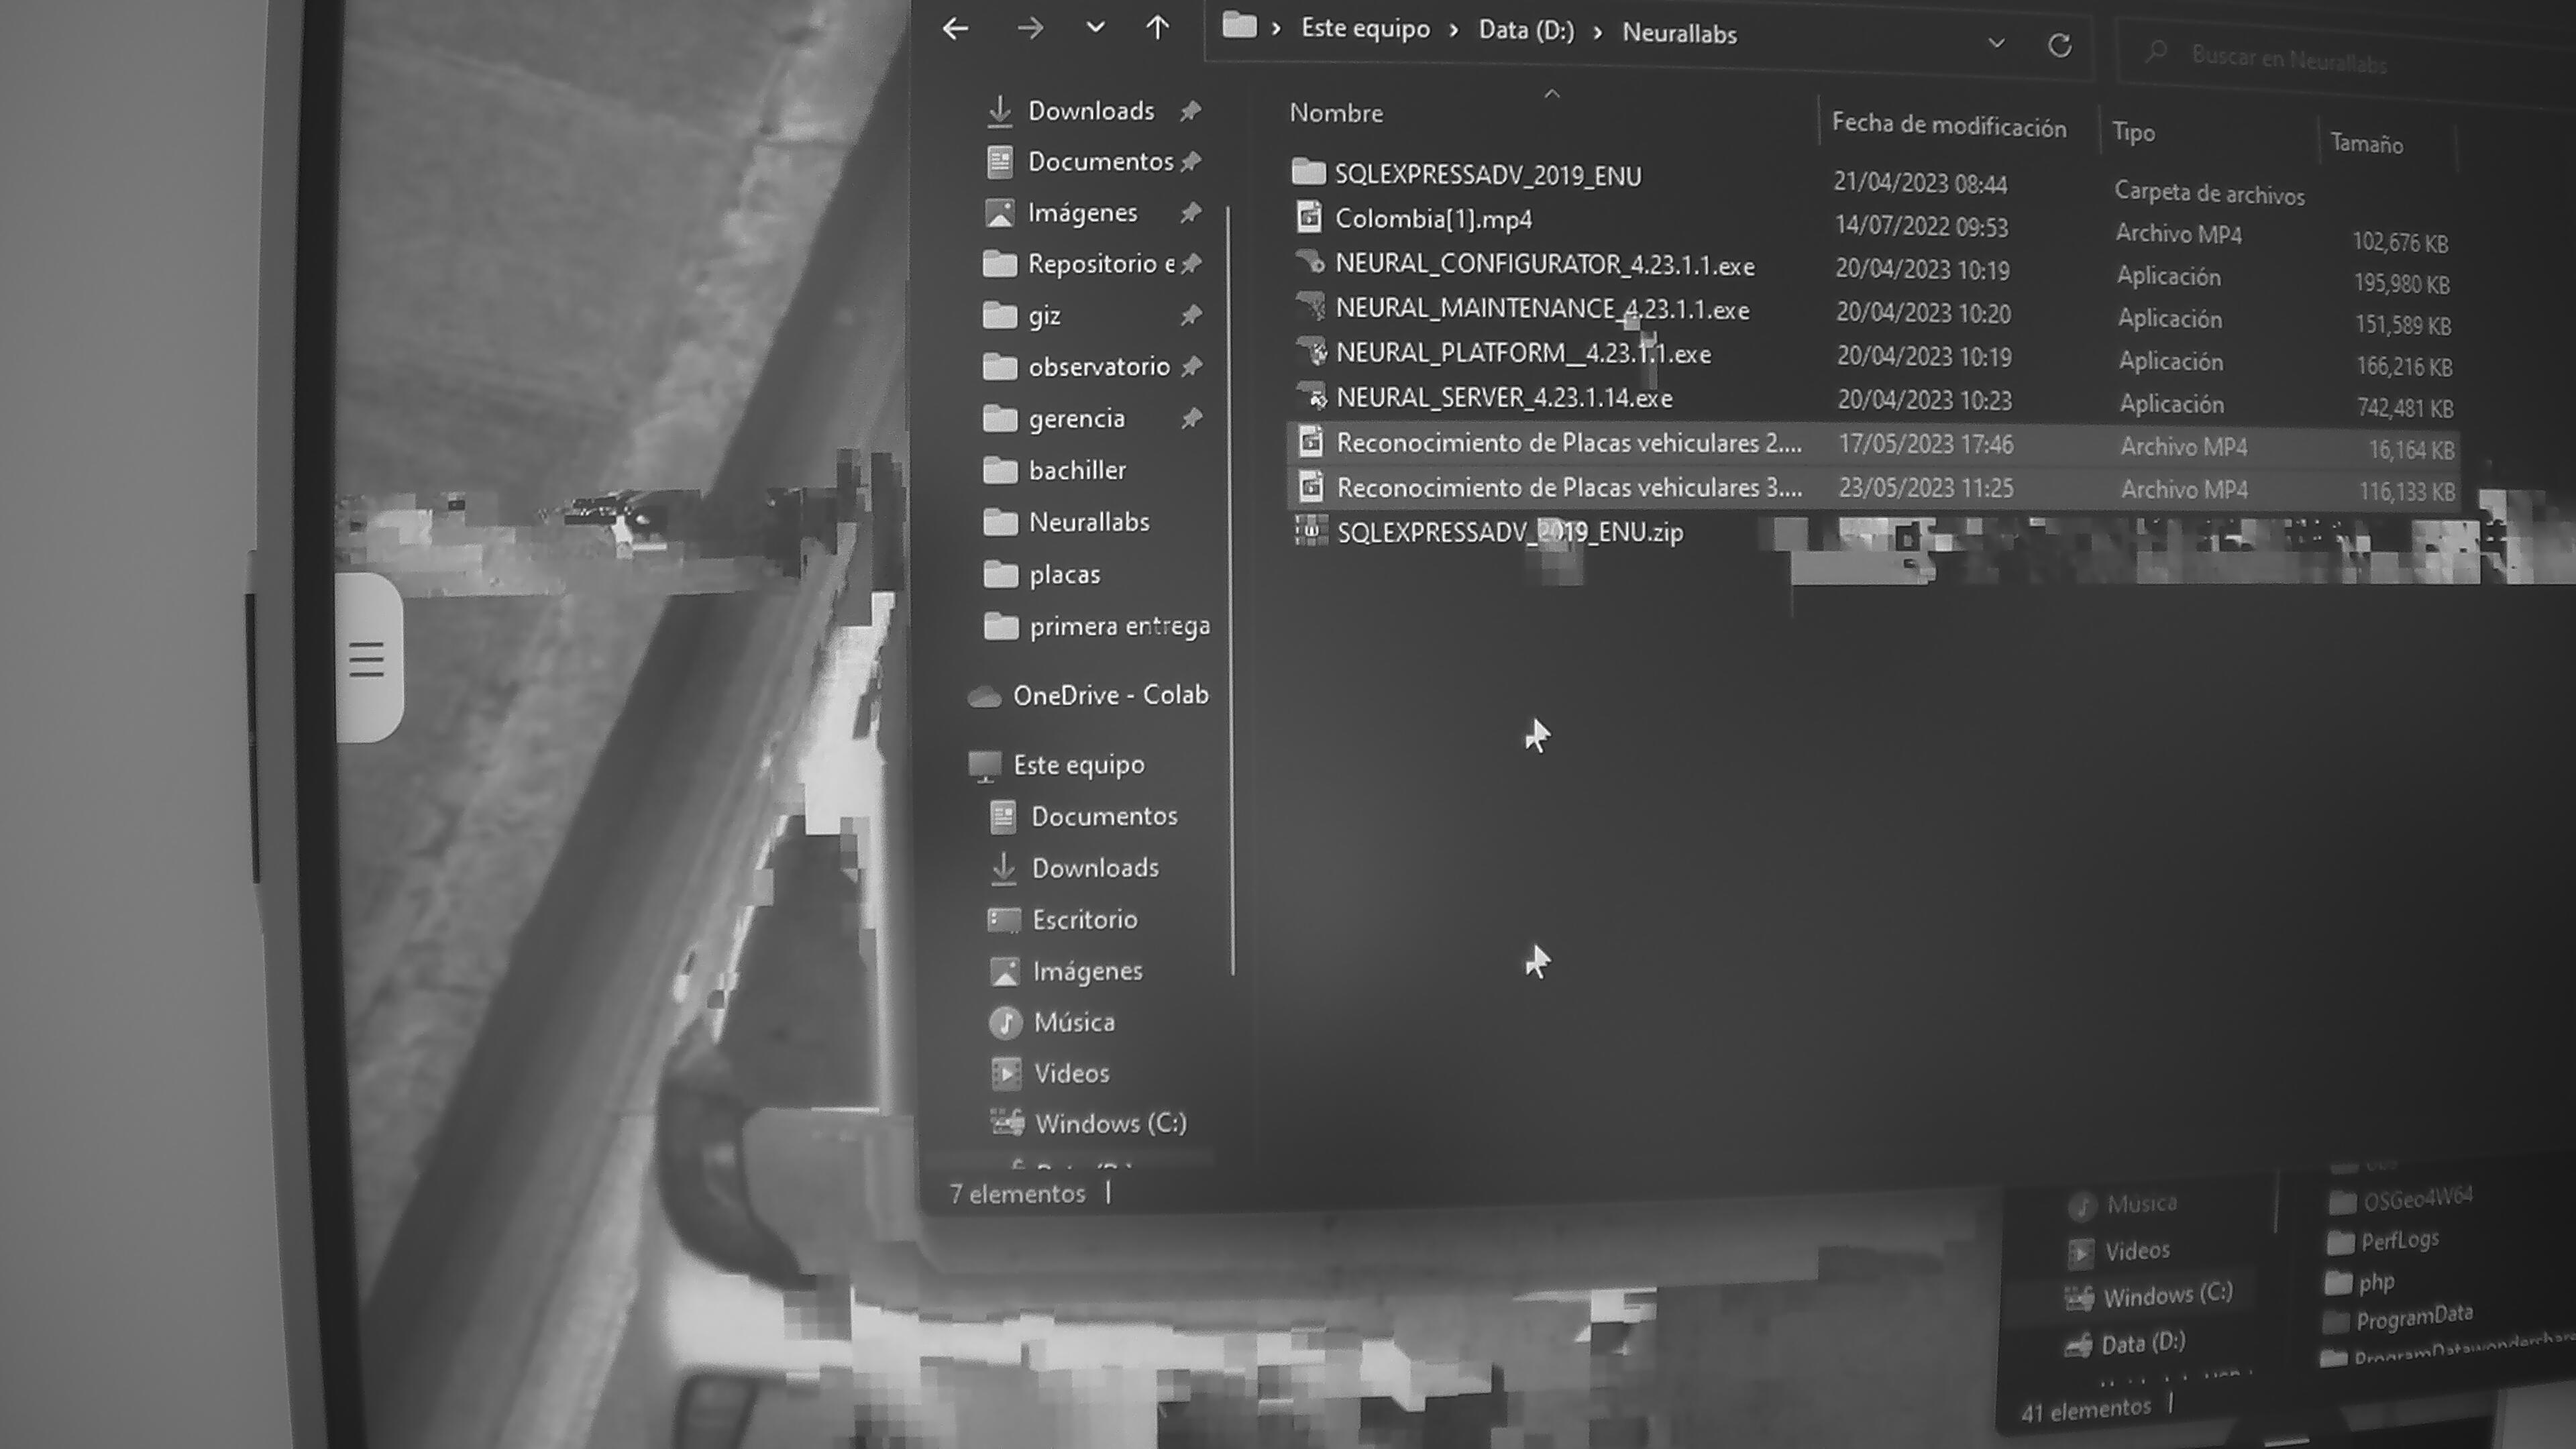 Este equipo > Data (D:) > Neurallabs
Buscar en Neurallabs
Downloads
Documentos
Imágenes
Repositorio e
giz
observatorio
gerencia
bachiller
Neurallabs
placas
primera entrega
OneDrive - Colab
Este equipo
Documentos
Downloads
Escritorio
Imágenes
Música
Videos
Windows (C:)
7 elementos
Nombre Fecha de modificación Tipo Tamaño
SQLEXPRESSADV_2019_ENU 21/04/2023 08:44 Carpeta de archivos
Colombia[1].mp4 14/07/2022 09:53 Archivo MP4 102,676 KB
NEURAL_CONFIGURATOR_4.23.1.1.exe 20/04/2023 10:19 Aplicación 195,980 KB
NEURAL_MAINTENANCE_4.23.1.1.exe 20/04/2023 10:20 Aplicación 151,589 KB
NEURAL_PLATFORM__4.23.1.1.exe 20/04/2023 10:19 Aplicación 166,216 KB
NEURAL_SERVER_4.23.1.14.exe 20/04/2023 10:23 Aplicación 742,481 KB
Reconocimiento de Placas vehiculares 2.... 17/05/2023 17:46 Archivo MP4 16,164 KB
Reconocimiento de Placas vehiculares 3.... 23/05/2023 11:25 Archivo MP4 116,133 KB
SQLEXPRESSADV_2019_ENU.zip
Música
Videos
Windows (C:)
Data (D:)
41 elementos
OSGeo4W64
PerfLogs
php
ProgramData